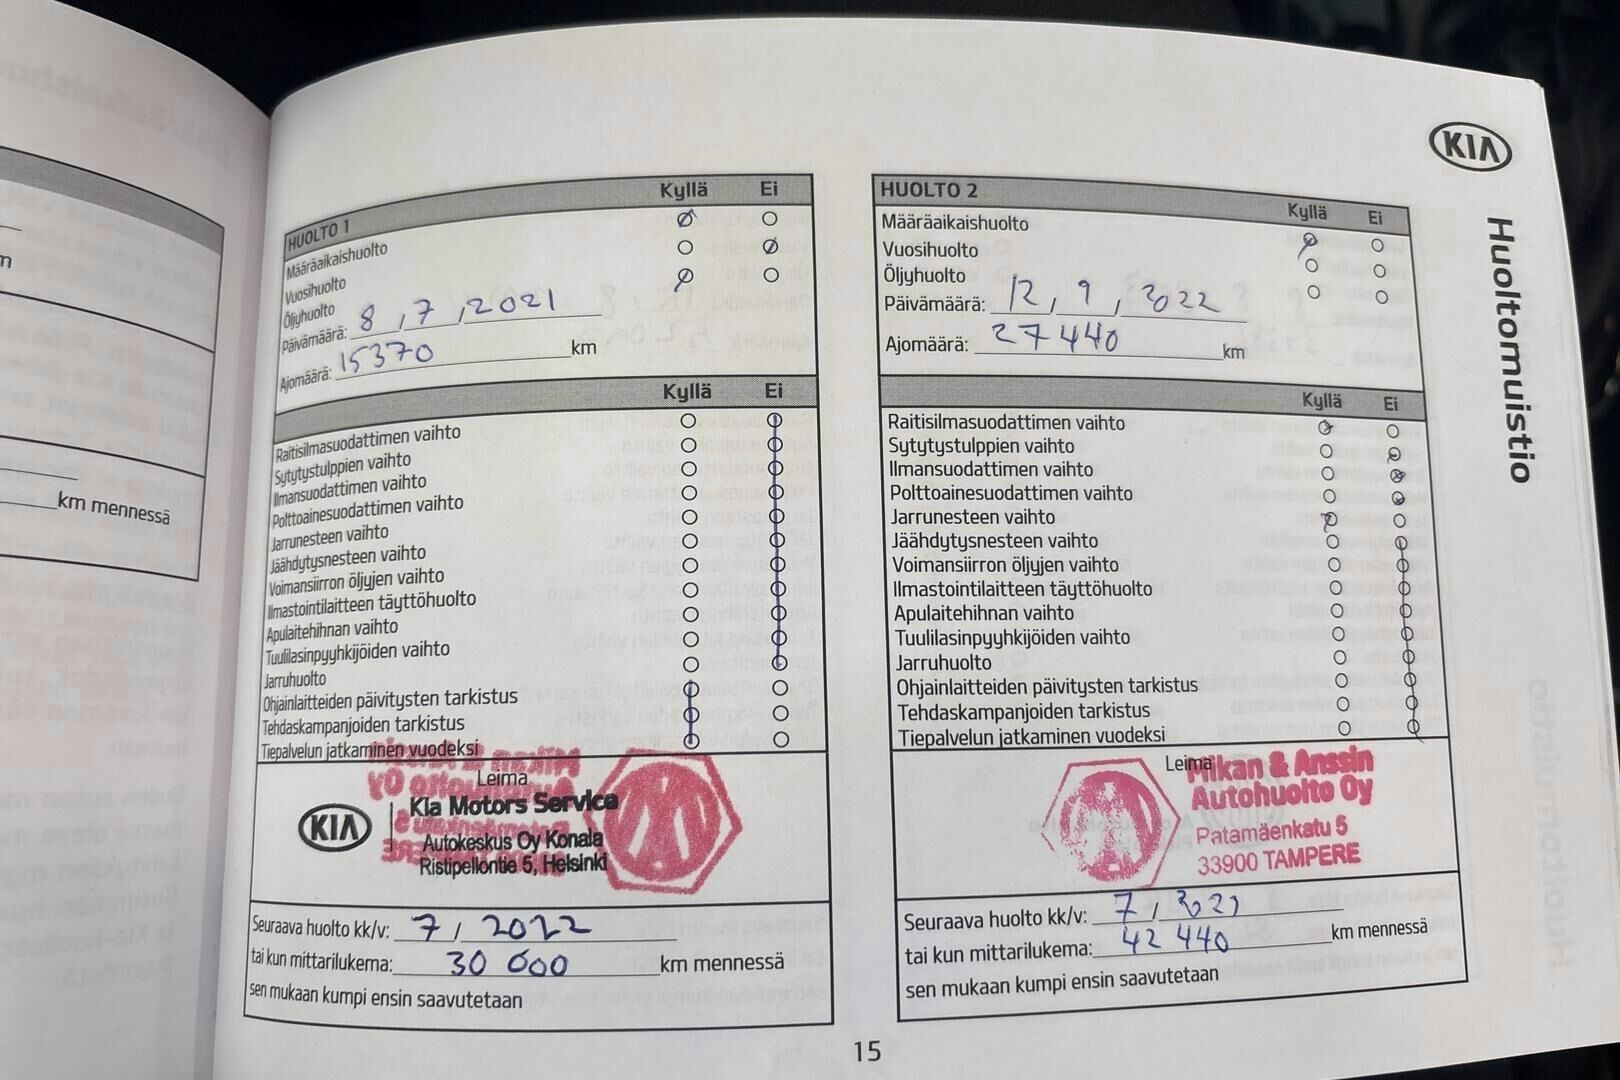 km mennessä
KIA
Huoltomuistio
HUOLTO 1
Kyllä Ei
Määräaikaishuolto
Vuosihuolto
Öljyhuolto
Päivämäärä: 8, 7, 2021
Ajomäärä: 15370 km
Kyllä Ei
Raitisilmasuodattimen vaihto
Sytytystulppien vaihto
Ilmansuodattimen vaihto
Polttoainesuodattimen vaihto
Jarrunesteen vaihto
Jäähdytysnesteen vaihto
Voimansiirron öljyjen vaihto
Ilmastointilaitteen täyttöhuolto
Apulaitehihnan vaihto
Tuulilasinpyyhkijöiden vaihto
Jarruhuolto
Ohjainlaitteiden päivitysten tarkistus
Tehdaskampanjoiden tarkistus
Tiepalvelun jatkaminen vuodeksi
Leima
KIA
Kia Motors Service
Autokeskus Oy Konala
Ristipellontie 5, Helsinki
Seuraava huolto kk/v: 7 / 2022
tai kun mittarilukema: 30 000 km mennessä
sen mukaan kumpi ensin saavutetaan
HUOLTO 2
Kyllä Ei
Määräaikaishuolto
Vuosihuolto
Öljyhuolto
Päivämäärä: 12, 9, 2022
Ajomäärä: 27440 km
Kyllä Ei
Raitisilmasuodattimen vaihto
Sytytystulppien vaihto
Ilmansuodattimen vaihto
Polttoainesuodattimen vaihto
Jarrunesteen vaihto
Jäähdytysnesteen vaihto
Voimansiirron öljyjen vaihto
Ilmastointilaitteen täyttöhuolto
Apulaitehihnan vaihto
Tuulilasinpyyhkijöiden vaihto
Jarruhuolto
Ohjainlaitteiden päivitysten tarkistus
Tehdaskampanjoiden tarkistus
Tiepalvelun jatkaminen vuodeksi
Leima
Mikan & Anssin
Autohuolto Oy
Patamäenkatu 5
33900 TAMPERE
Seuraava huolto kk/v: 7 /
tai kun mittarilukema: 42 440 km mennessä
sen mukaan kumpi ensin saavutetaan
15